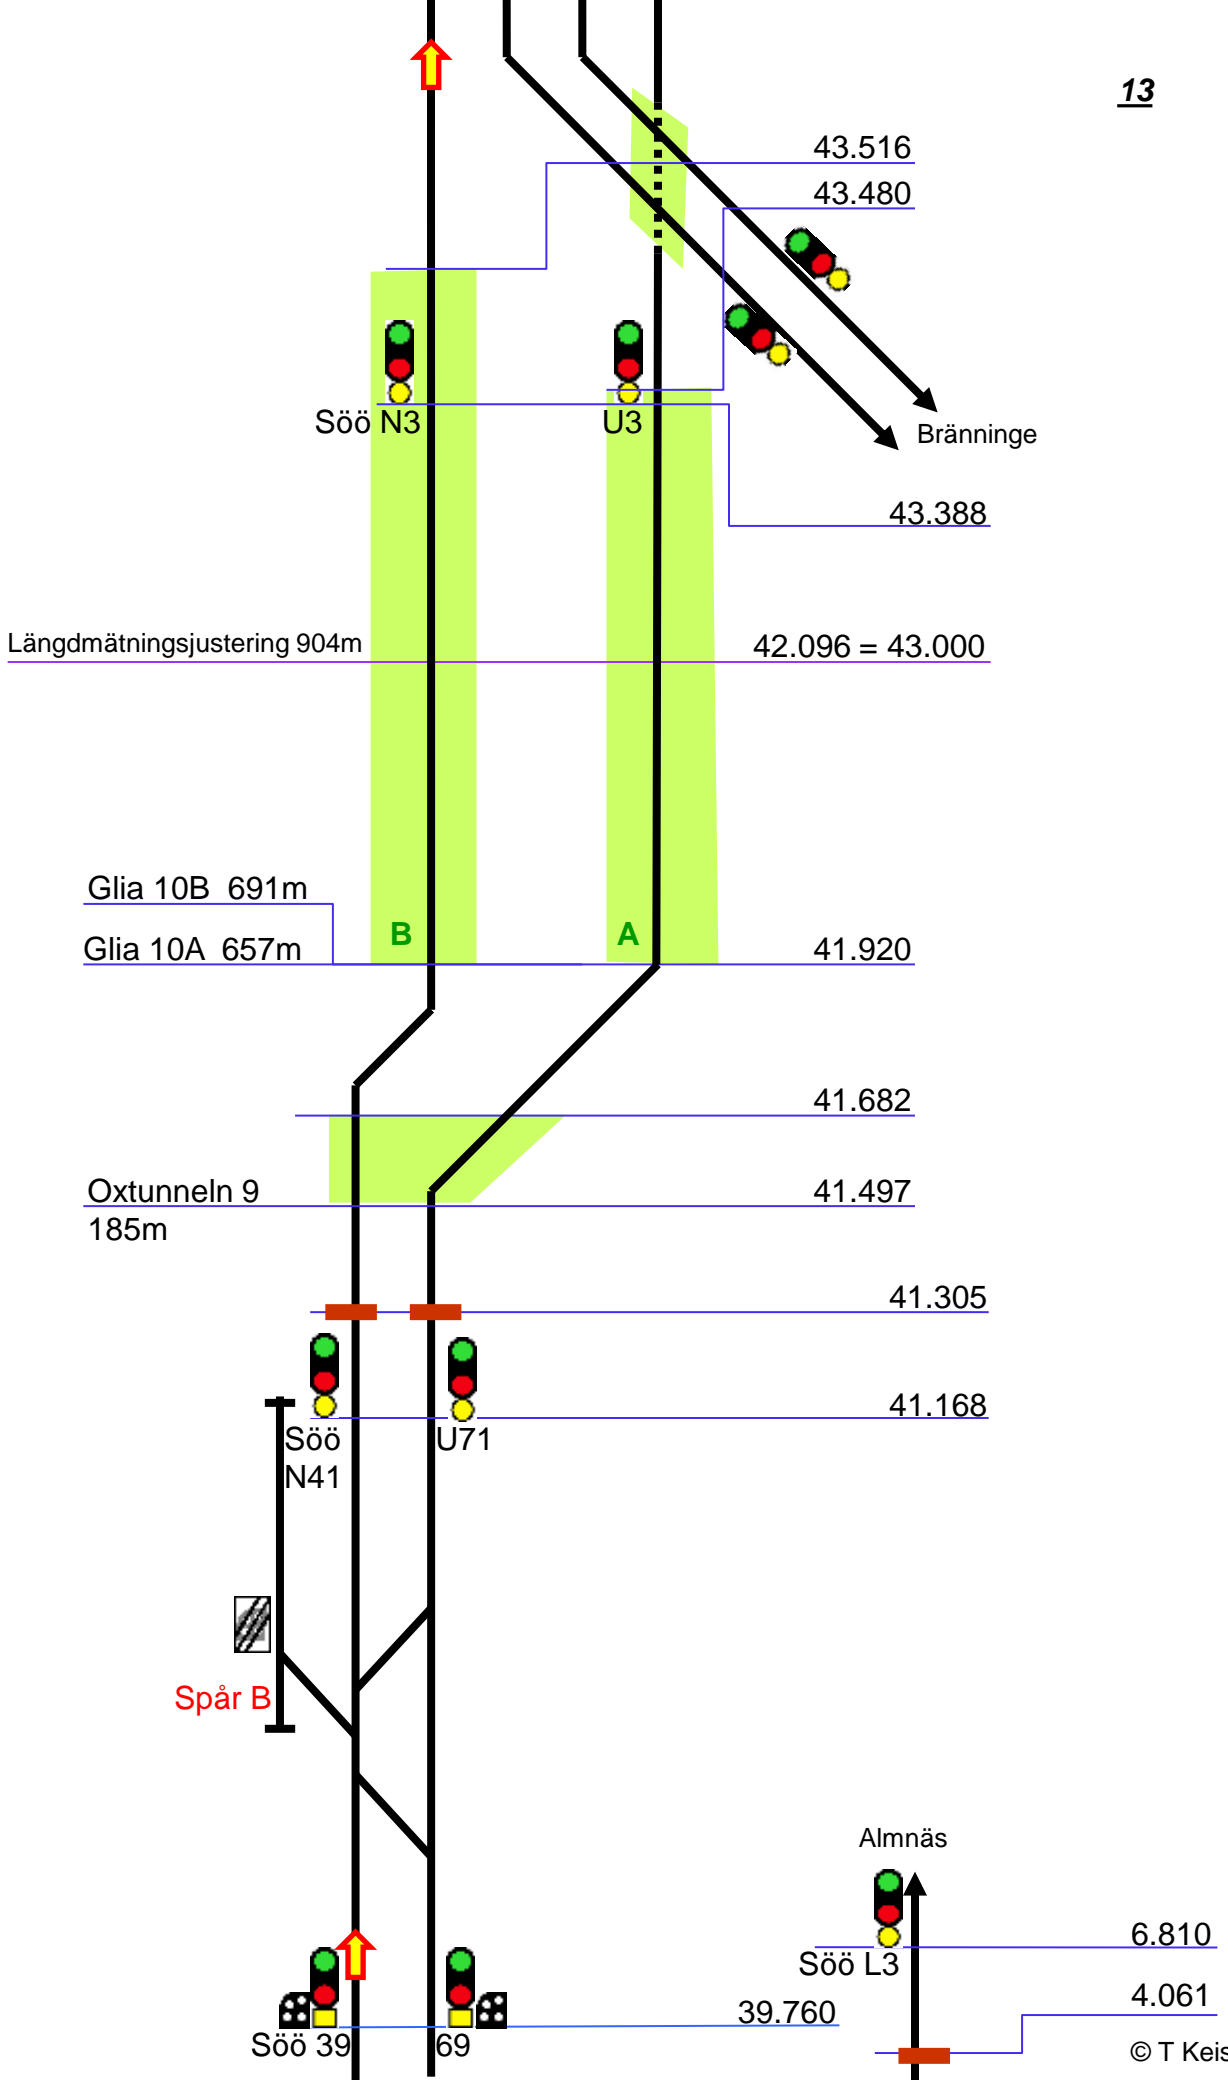 13
43.516
43.480
Söö N3
U3
Bränninge
43.388
Längdmätningsjustering 904m
42.096 = 43.000
Glia 10B 691m
B
A
Glia 10A 657m
41.920
41.682
Oxtunneln 9
185m
41.497
41.305
41.168
Söö
N41
U71
Spår B
Almnäs
6.810
Söö L3
4.061
39.760
Söö 39
69
© T Keis